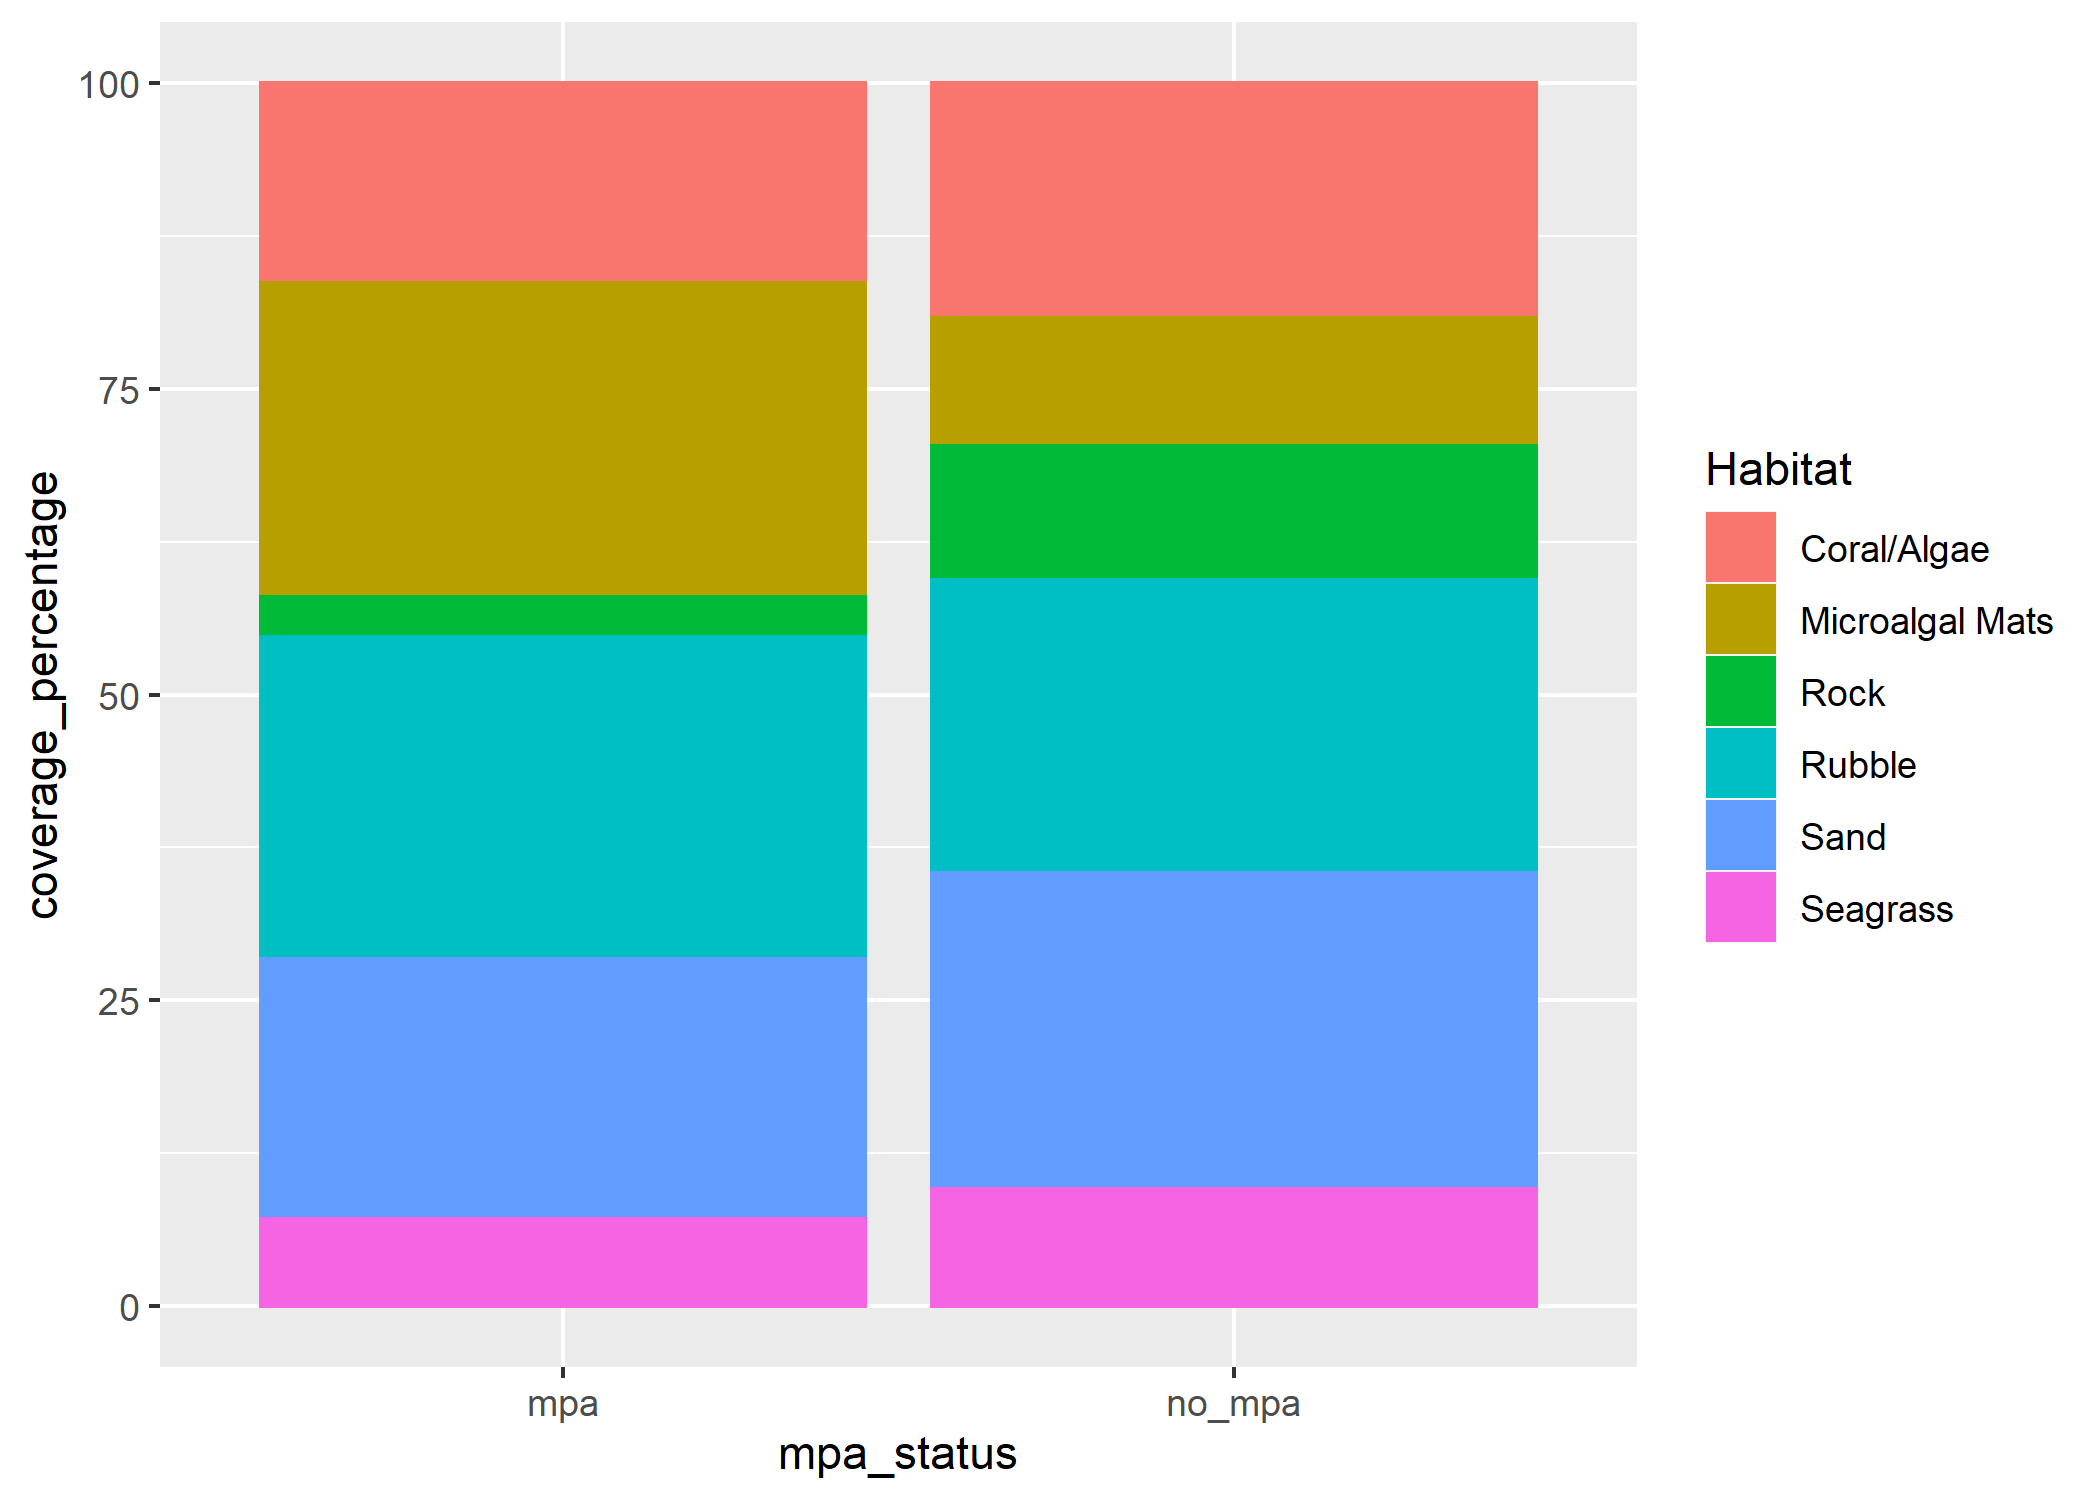 coverage_percentage
100
75
50
25
0
mpa
no_mpa
mpa_status
Habitat
Coral/Algae
Microalgal Mats
Rock
Rubble
Sand
Seagrass